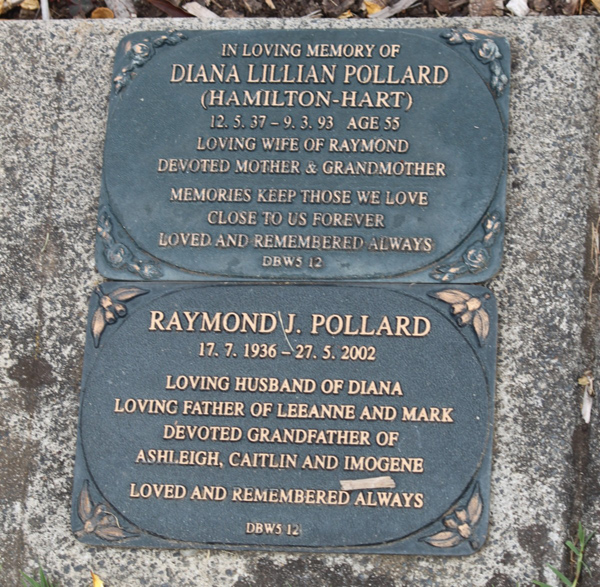 IN LOVING MEMORY OF
DIANA LILLIAN POLLARD
(HAMILTON-HART)
12. 5. 37 – 9. 3. 93 AGE 55
LOVING WIFE OF RAYMOND
DEVOTED MOTHER & GRANDMOTHER
MEMORIES KEEP THOSE WE LOVE
CLOSE TO US FOREVER
LOVED AND REMEMBERED ALWAYS
DBW5 12
RAYMOND J. POLLARD
17. 7. 1936 – 27. 5. 2002
LOVING HUSBAND OF DIANA
LOVING FATHER OF LEEANNE AND MARK
DEVOTED GRANDFATHER OF
ASHLEIGH, CAITLIN AND IMOGENE
LOVED AND REMEMBERED ALWAYS
DBW5 12